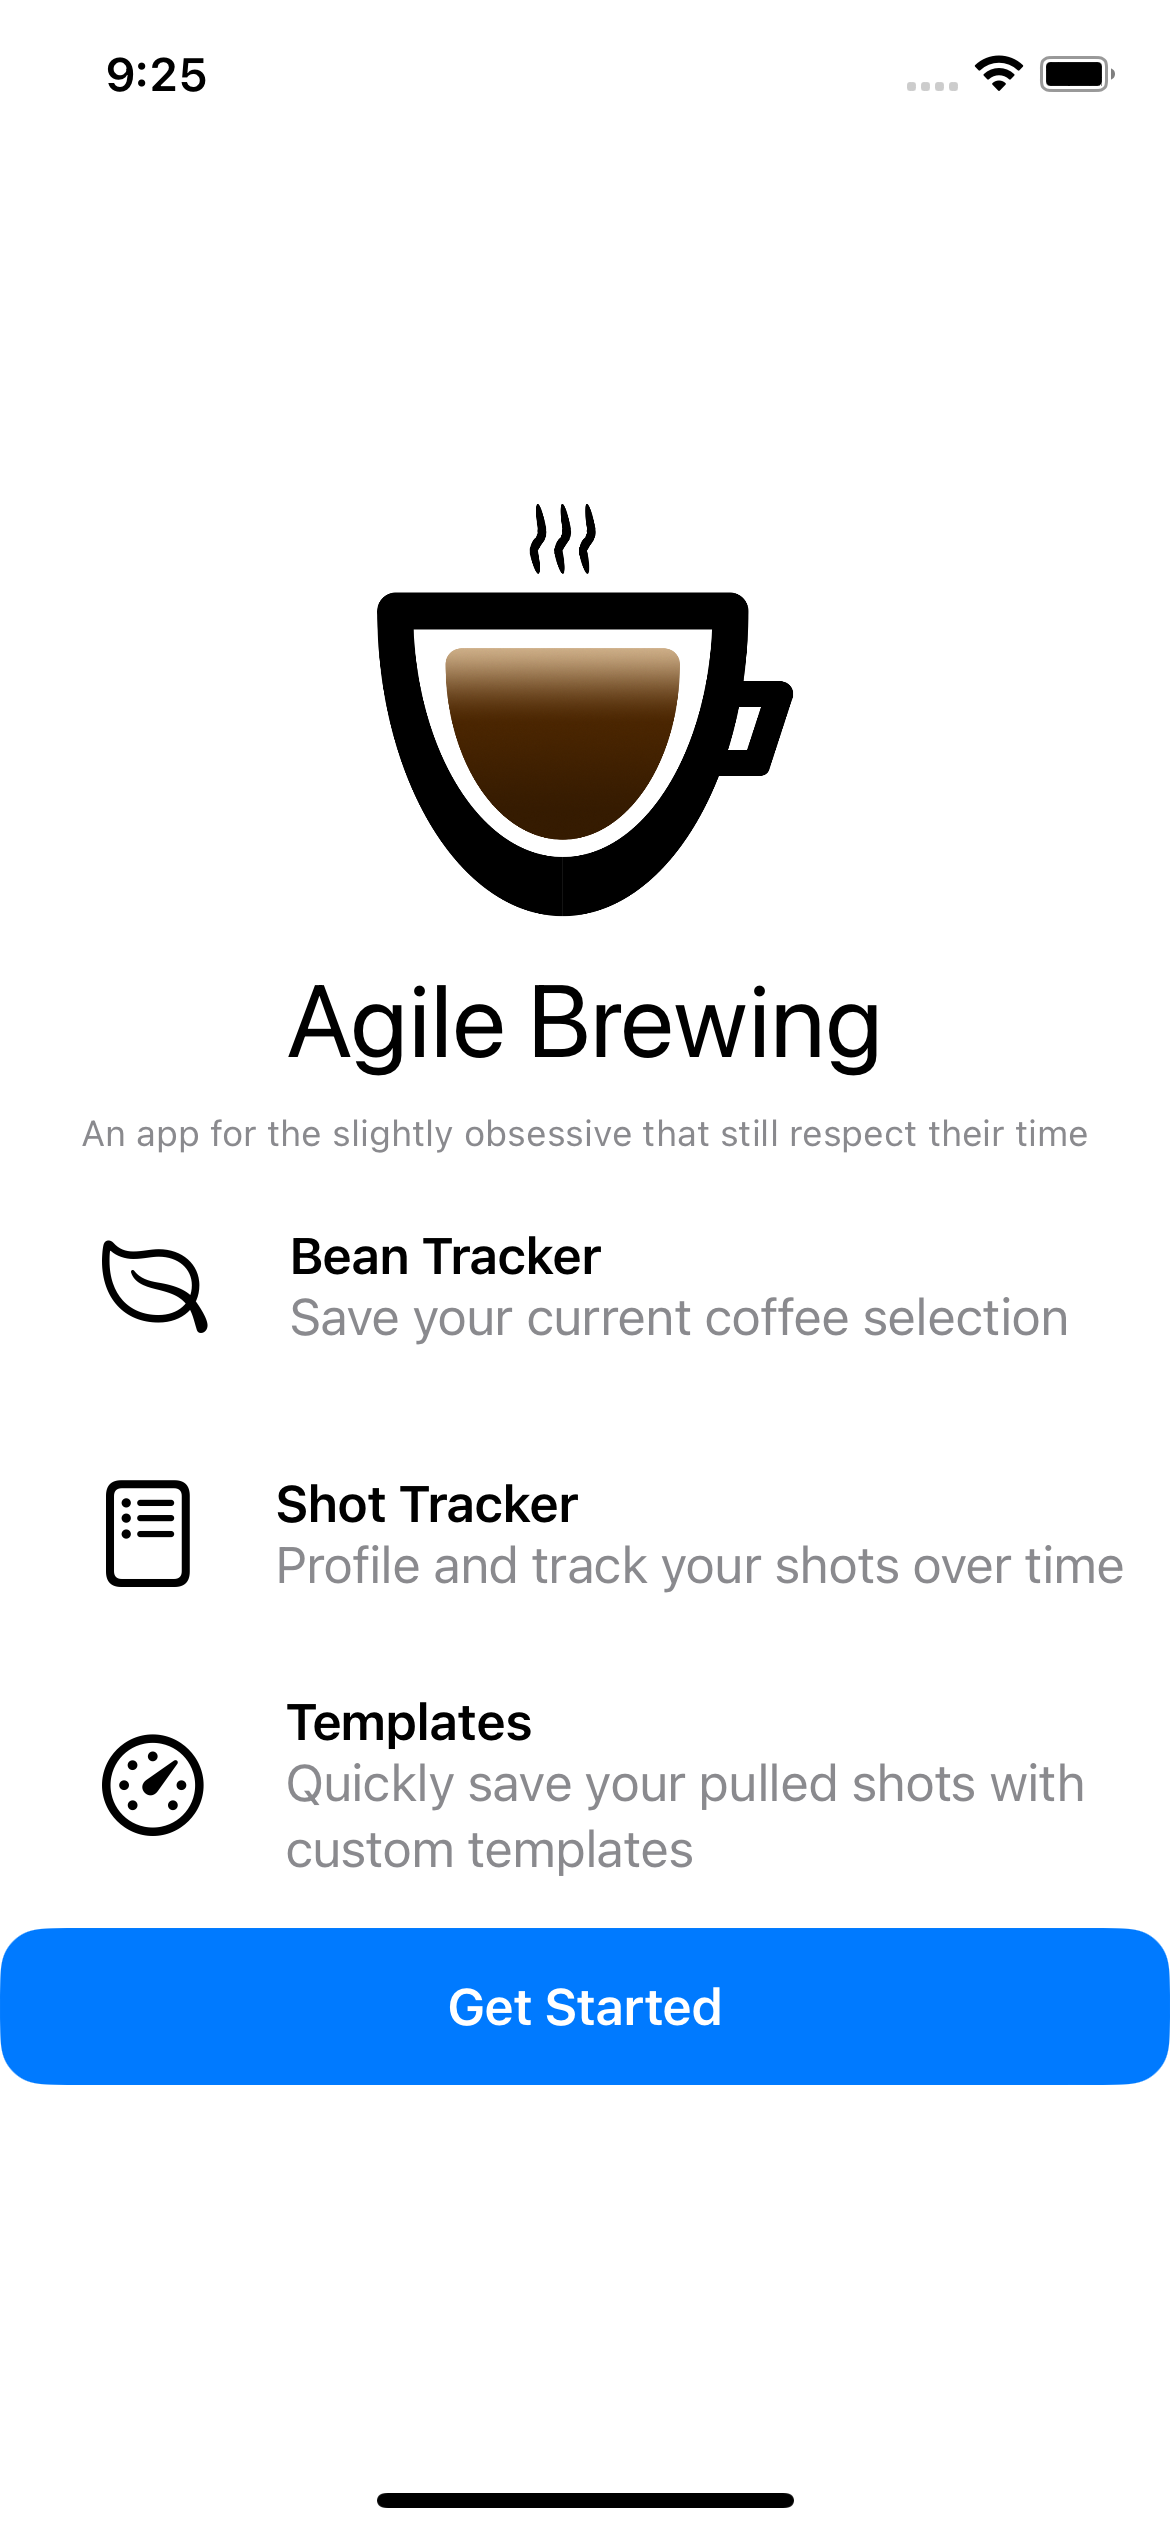 9:25
Agile Brewing
An app for the slightly obsessive that still respect their time
Bean Tracker
Save your current coffee selection
Shot Tracker
Profile and track your shots over time
Templates
Quickly save your pulled shots with
custom templates
Get Started